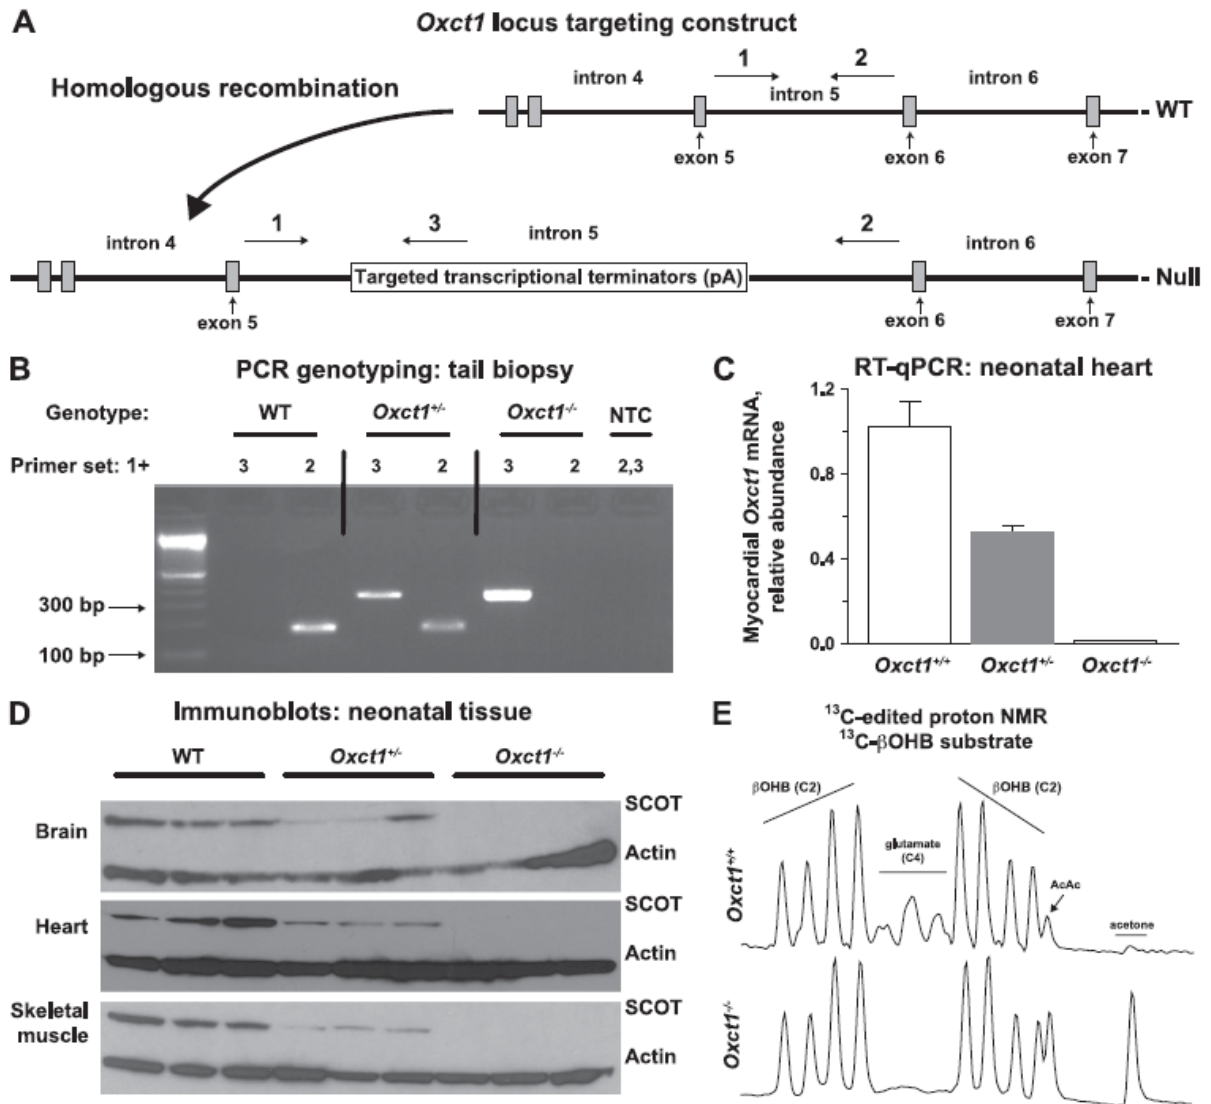 A
Oxct1 locus targeting construct
Homologous recombination
intron 4
1
2
intron 5
intron 6
WT
exon 5
exon 6
exon 7
intron 4
1
3
intron 5
2
intron 6
Targeted transcriptional terminators (pA)
Null
exon 5
exon 6
exon 7
B
PCR genotyping: tail biopsy
Genotype: WT Oxct1+/- Oxct1-/- NTC
Primer set: 1+ 3 2 3 2 3 2 2,3
300 bp
100 bp
C
RT-qPCR: neonatal heart
Myocardial Oxct1 mRNA,
relative abundance
1.2
0.8
0.4
0.0
Oxct1+/+ Oxct1+/- Oxct1-/-
D
Immunoblots: neonatal tissue
WT Oxct1+/- Oxct1-/-
Brain
SCOT
Actin
Heart
SCOT
Actin
Skeletal
muscle
SCOT
Actin
E
13C-edited proton NMR
13C-βOHB substrate
βOHB (C2)
βOHB (C2)
glutamate
(C4)
AcAc
acetone
Oxct1+/+
Oxct1-/-